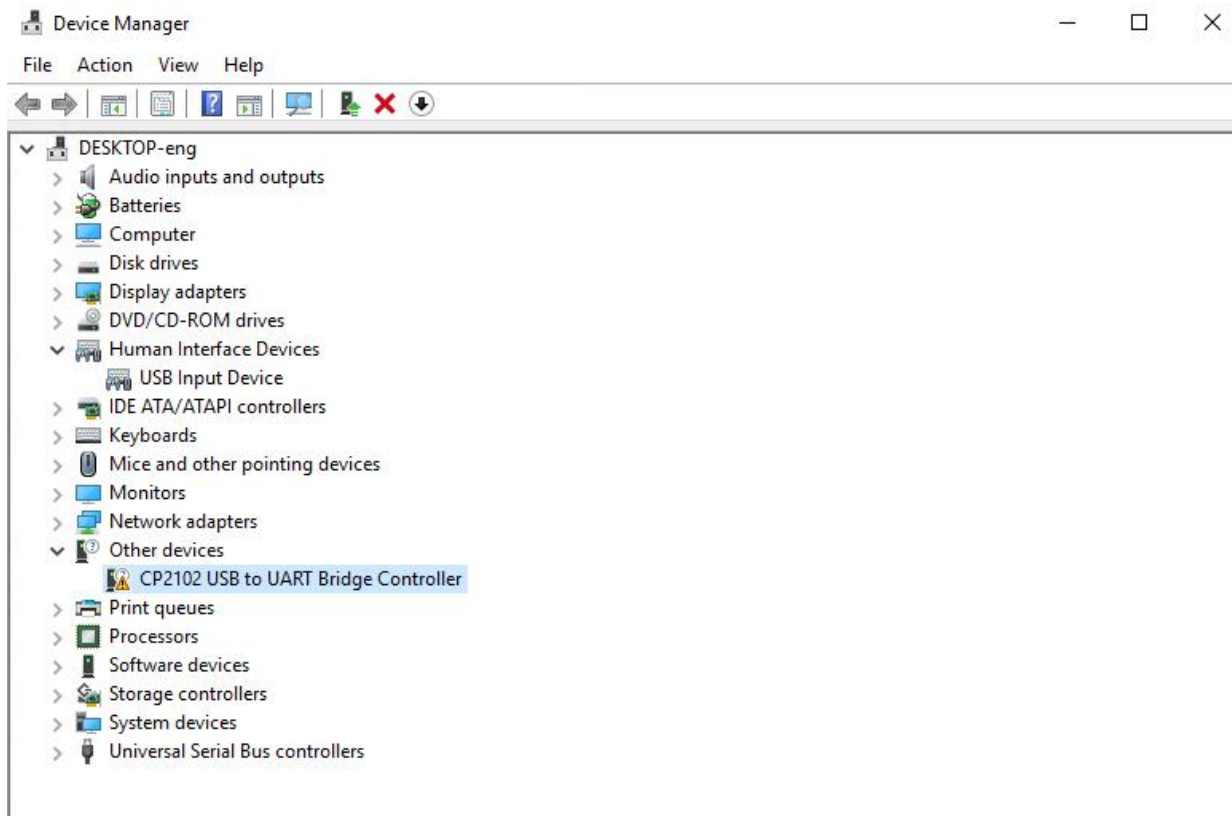 Device Manager
File Action View Help
DESKTOP-eng
Audio inputs and outputs
Batteries
Computer
Disk drives
Display adapters
DVD/CD-ROM drives
Human Interface Devices
USB Input Device
IDE ATA/ATAPI controllers
Keyboards
Mice and other pointing devices
Monitors
Network adapters
Other devices
CP2102 USB to UART Bridge Controller
Print queues
Processors
Software devices
Storage controllers
System devices
Universal Serial Bus controllers